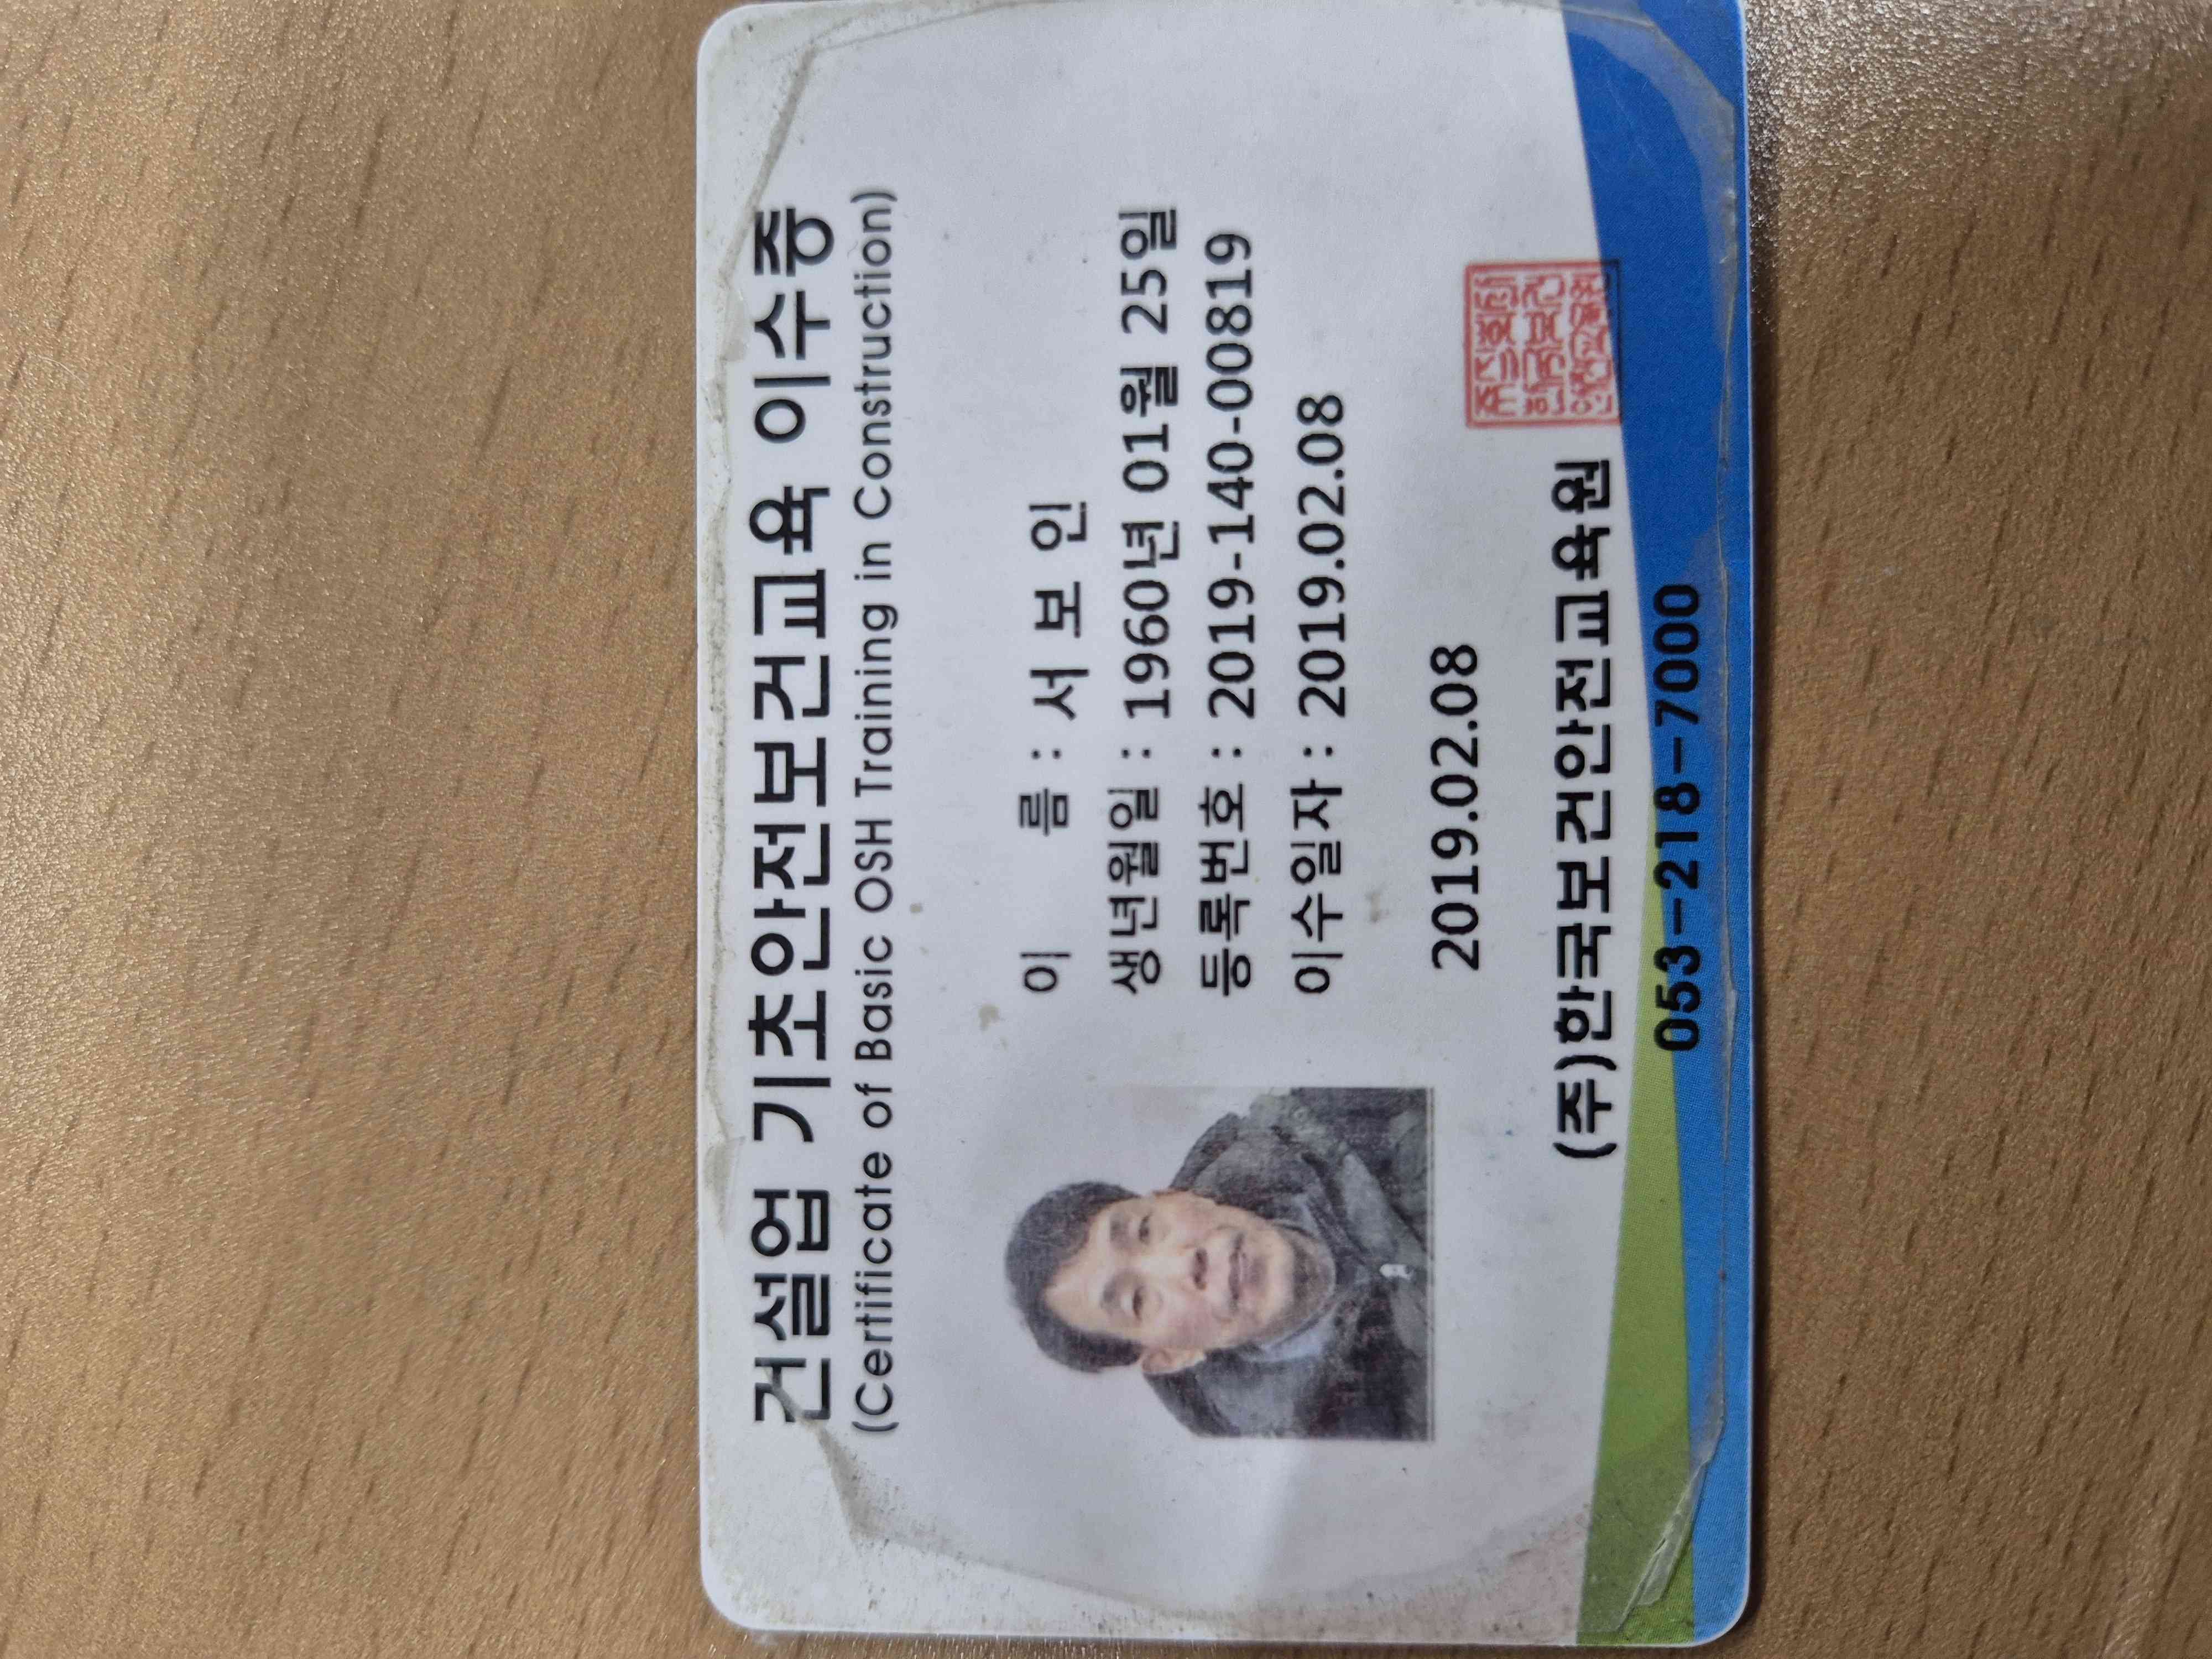 건설업 기초안전보건교육 이수증
(Certificate of Basic OSH Training in Construction)
이 름 : 서 보 인
생년월일 : 1960년 01월 25일
등록번호 : 2019-140-00819
이수일자 : 2019.02.08
2019.02.08
(주)한국보건안전교육원
053-218-7000